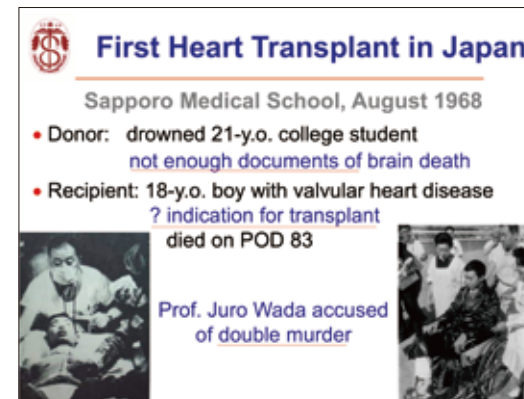 First Heart Transplant in Japan
Sapporo Medical School, August 1968
• Donor: drowned 21-y.o. college student
not enough documents of brain death
• Recipient: 18-y.o. boy with valvular heart disease
? indication for transplant
died on POD 83
Prof. Juro Wada accused
of double murder